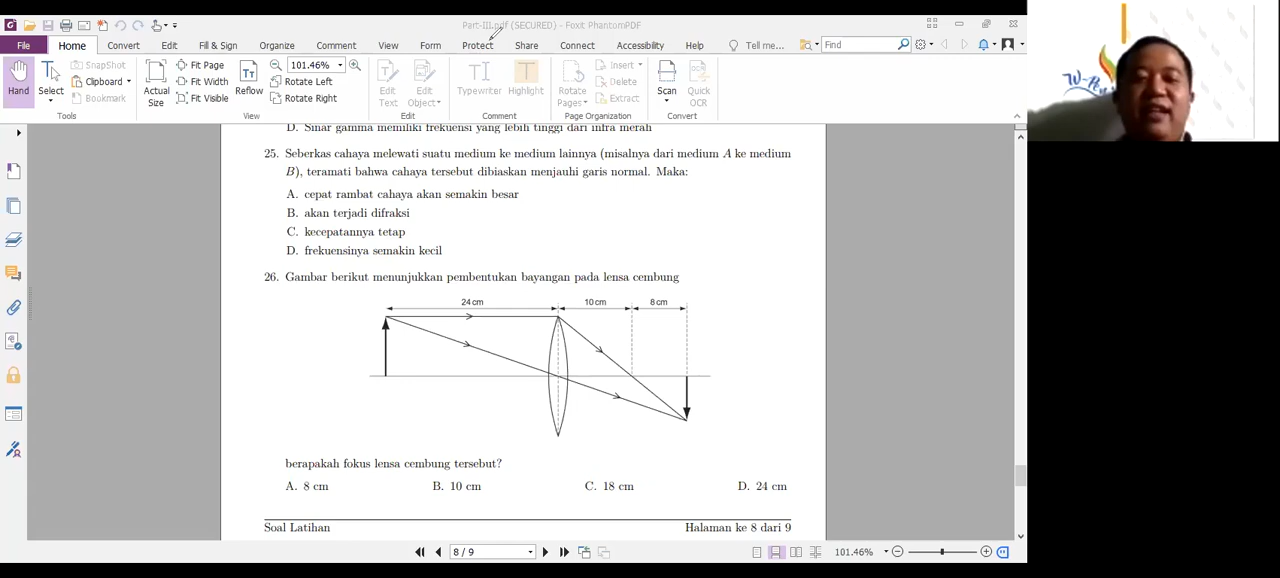 Part-III.pdf (SECURED) - Foxit PhantomPDF
File Home Convert Edit Fill & Sign Organize Comment View Form Protect Share Connect Accessibility Help Tell me... Find
Hand
Select
SnapShot
Clipboard
Bookmark
Tools
Actual Size
Fit Page
Fit Width
Fit Visible
Reflow
101.46%
Rotate Left
Rotate Right
View
Edit Text
Edit Object
Edit
Typewriter
Highlight
Comment
Rotate Pages
Insert
Delete
Extract
Page Organization
Scan
Quick OCR
Convert
D. Sinar gamma memiliki frekuensi yang lebih tinggi dari infra merah
25. Seberkas cahaya melewati suatu medium ke medium lainnya (misalnya dari medium A ke medium
B), teramati bahwa cahaya tersebut dibiaskan menjauhi garis normal. Maka:
A. cepat rambat cahaya akan semakin besar
B. akan terjadi difraksi
C. kecepatannya tetap
D. frekuensinya semakin kecil
26. Gambar berikut menunjukkan pembentukan bayangan pada lensa cembung
24 cm 10 cm 8 cm
berapakah fokus lensa cembung tersebut?
A. 8 cm B. 10 cm C. 18 cm D. 24 cm
Soal Latihan Halaman ke 8 dari 9
8 / 9 101.46%